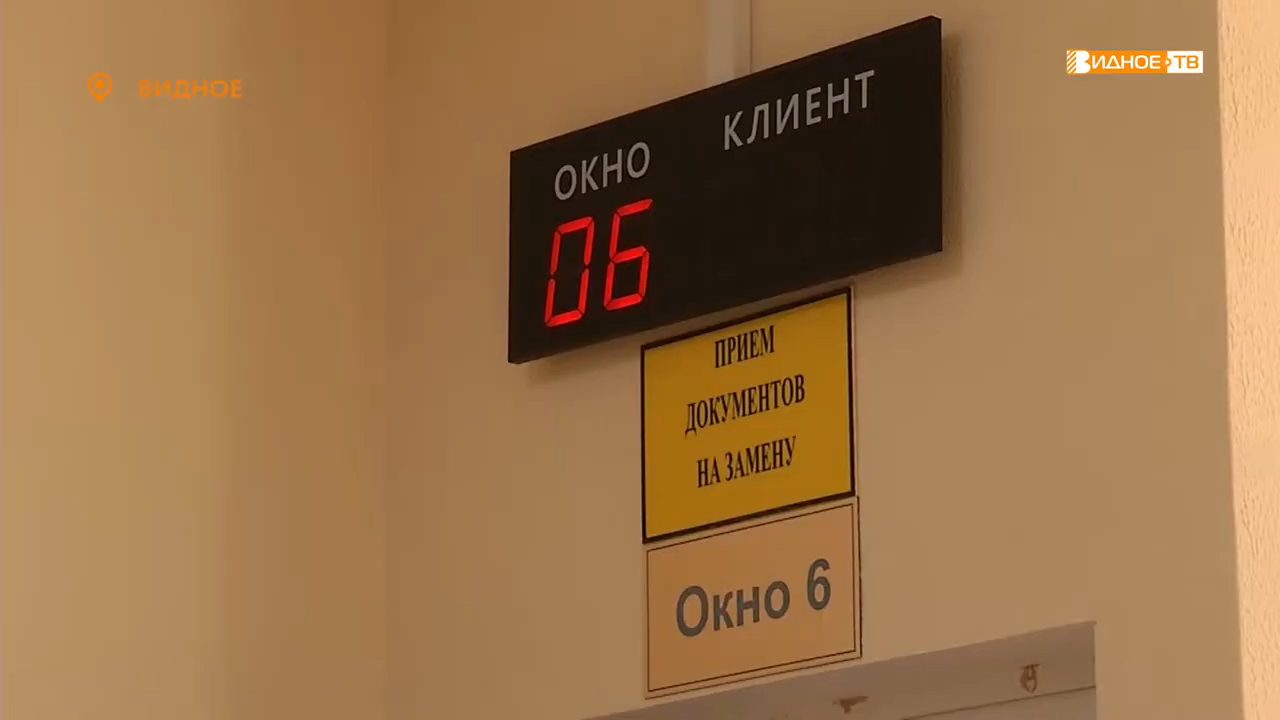 ВИДНОЕ
ВИДНОЕ ТВ
ОКНО КЛИЕНТ
06
ПРИЕМ
ДОКУМЕНТОВ
НА ЗАМЕНУ
Окно 6